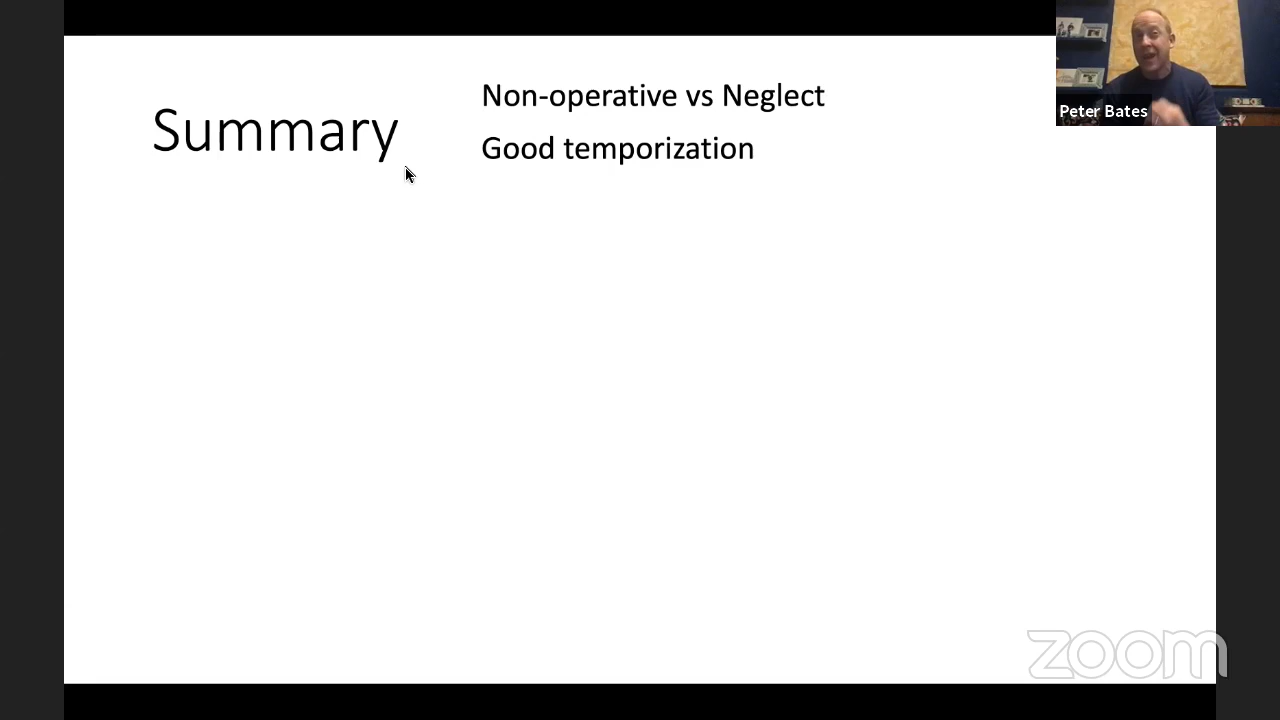 Summary
Non-operative vs Neglect
Good temporization
Peter Bates
zoom